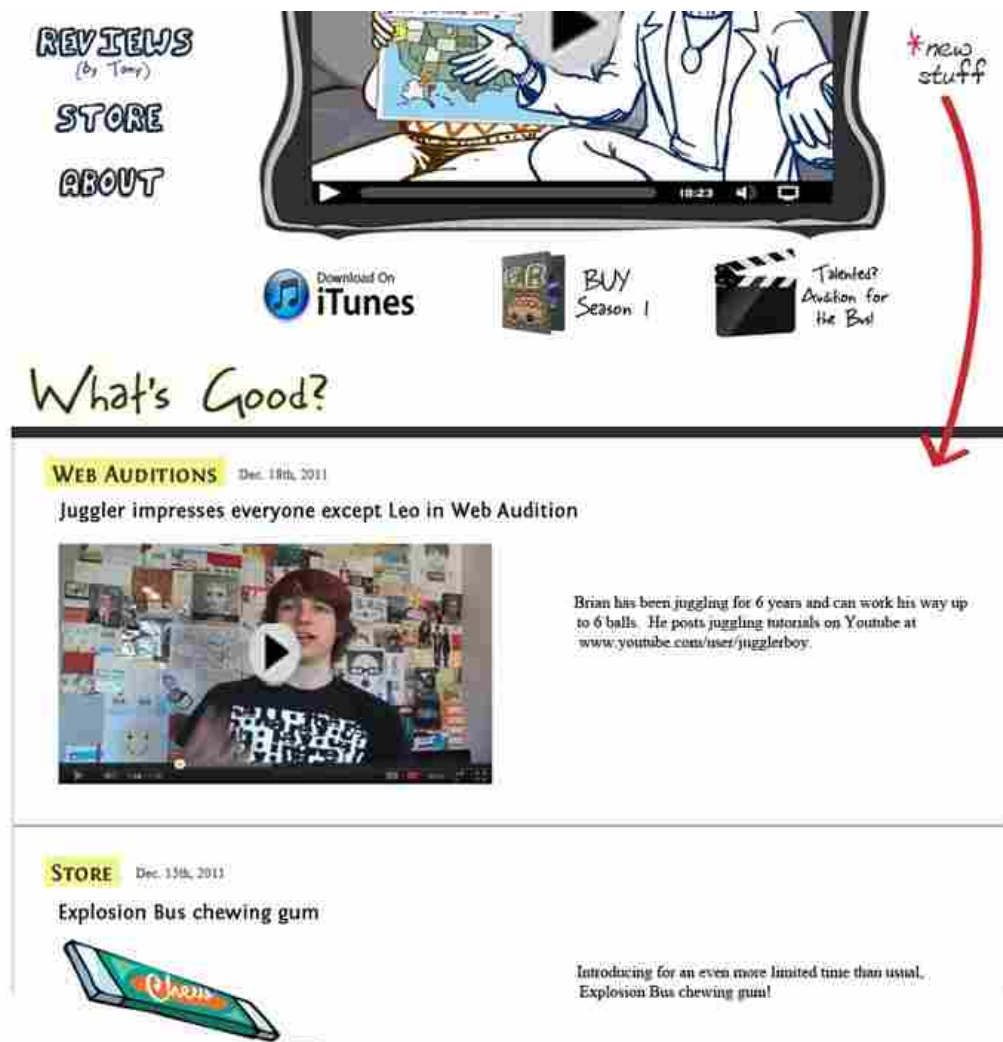 REVIEWS
(by Tony)
STORE
ABOUT
*new
stuff
18:23
Download On
iTunes
BUY
Season 1
Talented?
Audition for
the Bus!
What's Good?
WEB AUDITIONS Dec. 18th, 2011
Juggler impresses everyone except Leo in Web Audition
Brian has been juggling for 6 years and can work his way up
to 6 balls. He posts juggling tutorials on Youtube at
www.youtube.com/user/jugglerboy.
STORE Dec. 15th, 2011
Explosion Bus chewing gum
Chew
Introducing for an even more limited time than usual,
Explosion Bus chewing gum!